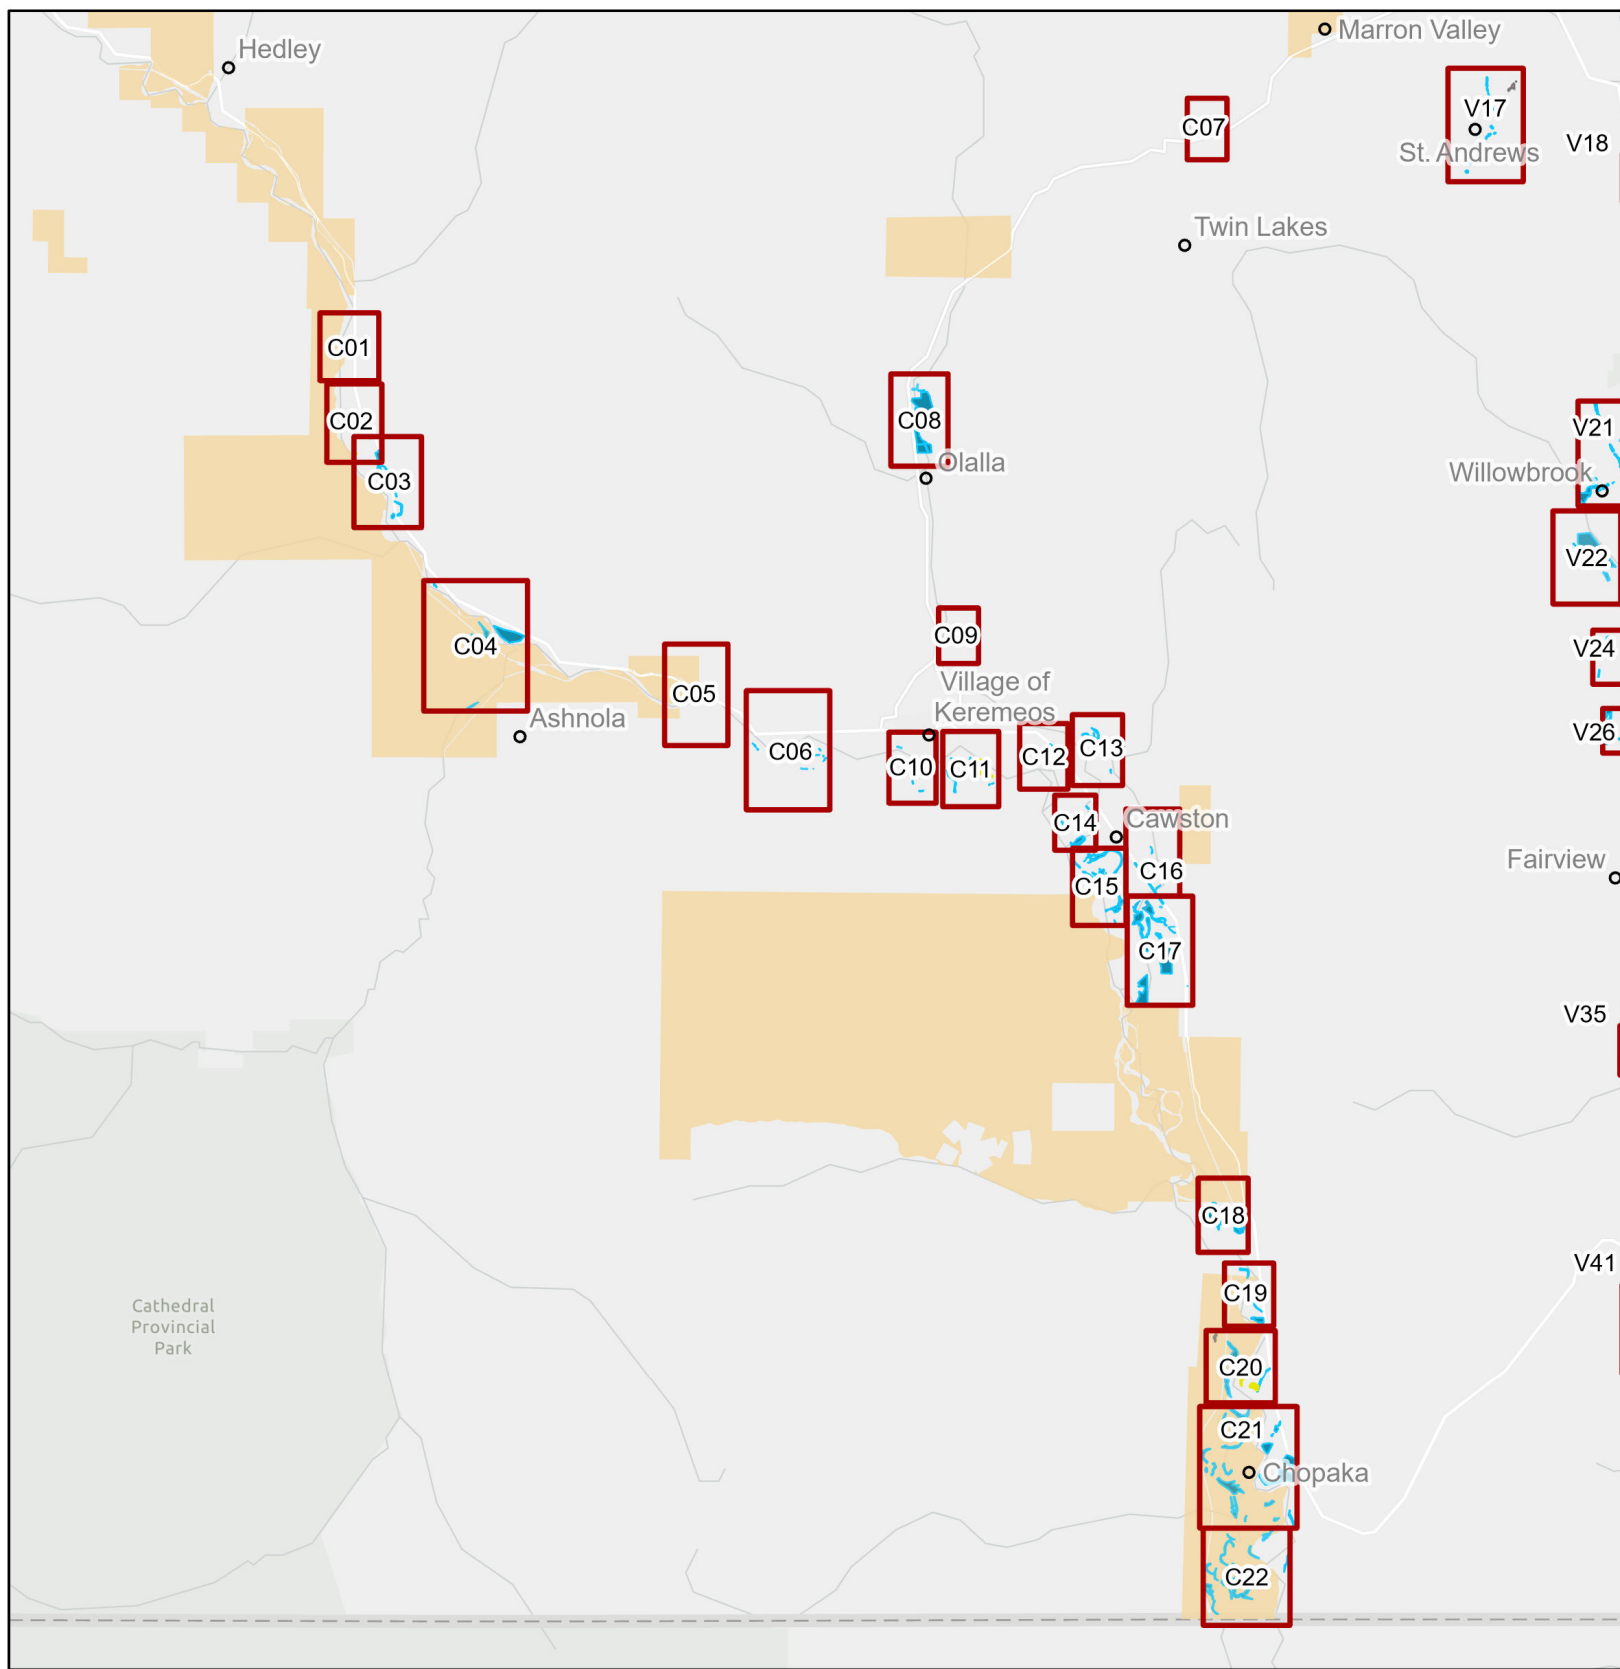 Hedley
Marron Valley
C07
V17
St. Andrews
V18
Twin Lakes
C01
C02
C03
C08
Olalla
V21
Willowbrook
V22
C04
C09
V24
Village of
Keremeos
C05
Ashnola
C06
C10
C11
C12
C13
V26
C14
Cawston
C15
C16
Fairview
C17
V35
C18
V41
C19
Cathedral
Provincial
Park
C20
C21
Chopaka
C22